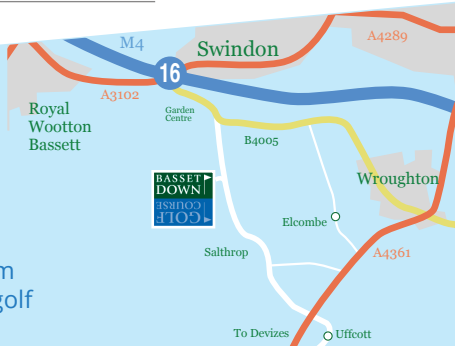 M4
Swindon
A4289
16
A3102
Royal
Wootton
Bassett
Garden
Centre
B4005
BASSET
DOWN
GOLF
COURSE
Wroughton
Elcombe
Salthrop
A4361
m
golf
To Devizes
Uffcott